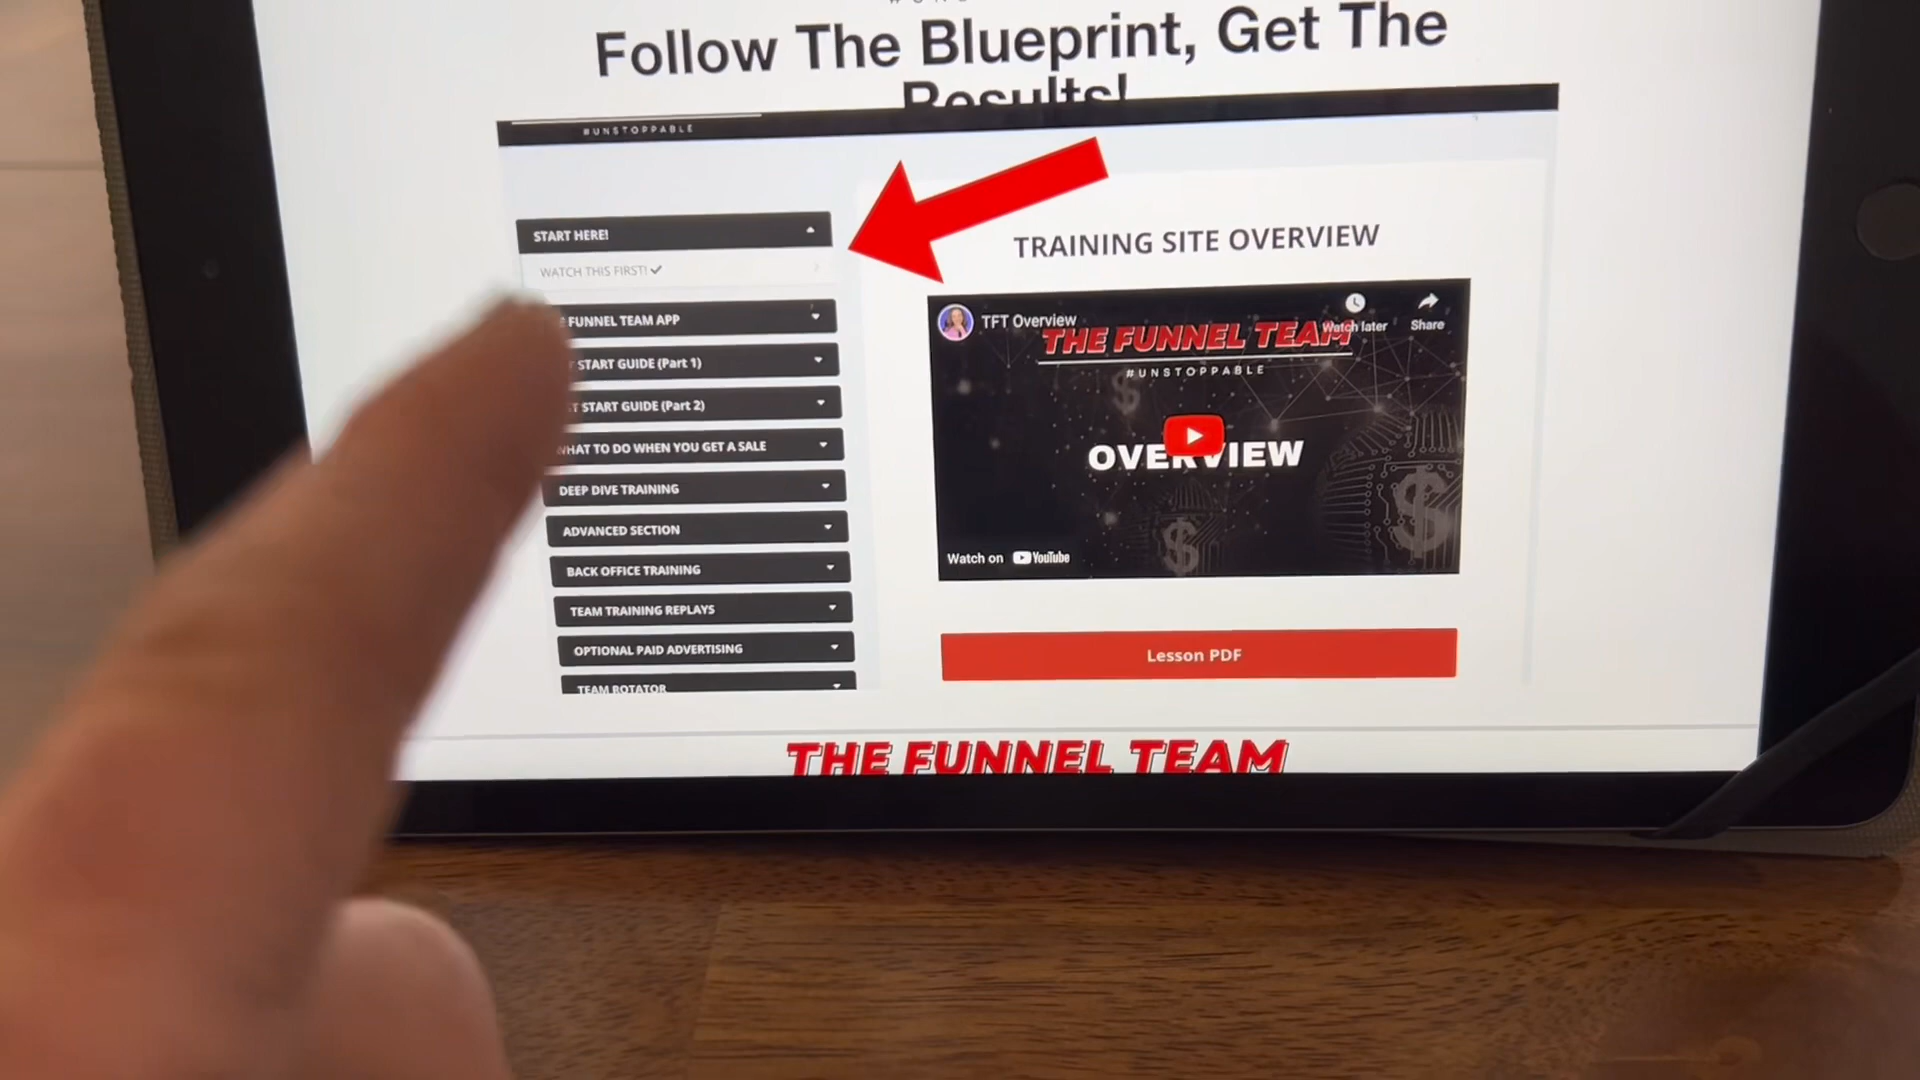 Follow The Blueprint, Get The
Results!
#UNSTOPPABLE
START HERE!
WATCH THIS FIRST! ✔
FUNNEL TEAM APP
START GUIDE (Part 1)
START GUIDE (Part 2)
WHAT TO DO WHEN YOU GET A SALE
DEEP DIVE TRAINING
ADVANCED SECTION
BACK OFFICE TRAINING
TEAM TRAINING REPLAYS
OPTIONAL PAID ADVERTISING
TEAM ROTATOR
TRAINING SITE OVERVIEW
TFT Overview
Watch later
Share
THE FUNNEL TEAM
#UNSTOPPABLE
OVERVIEW
Watch on YouTube
Lesson PDF
THE FUNNEL TEAM